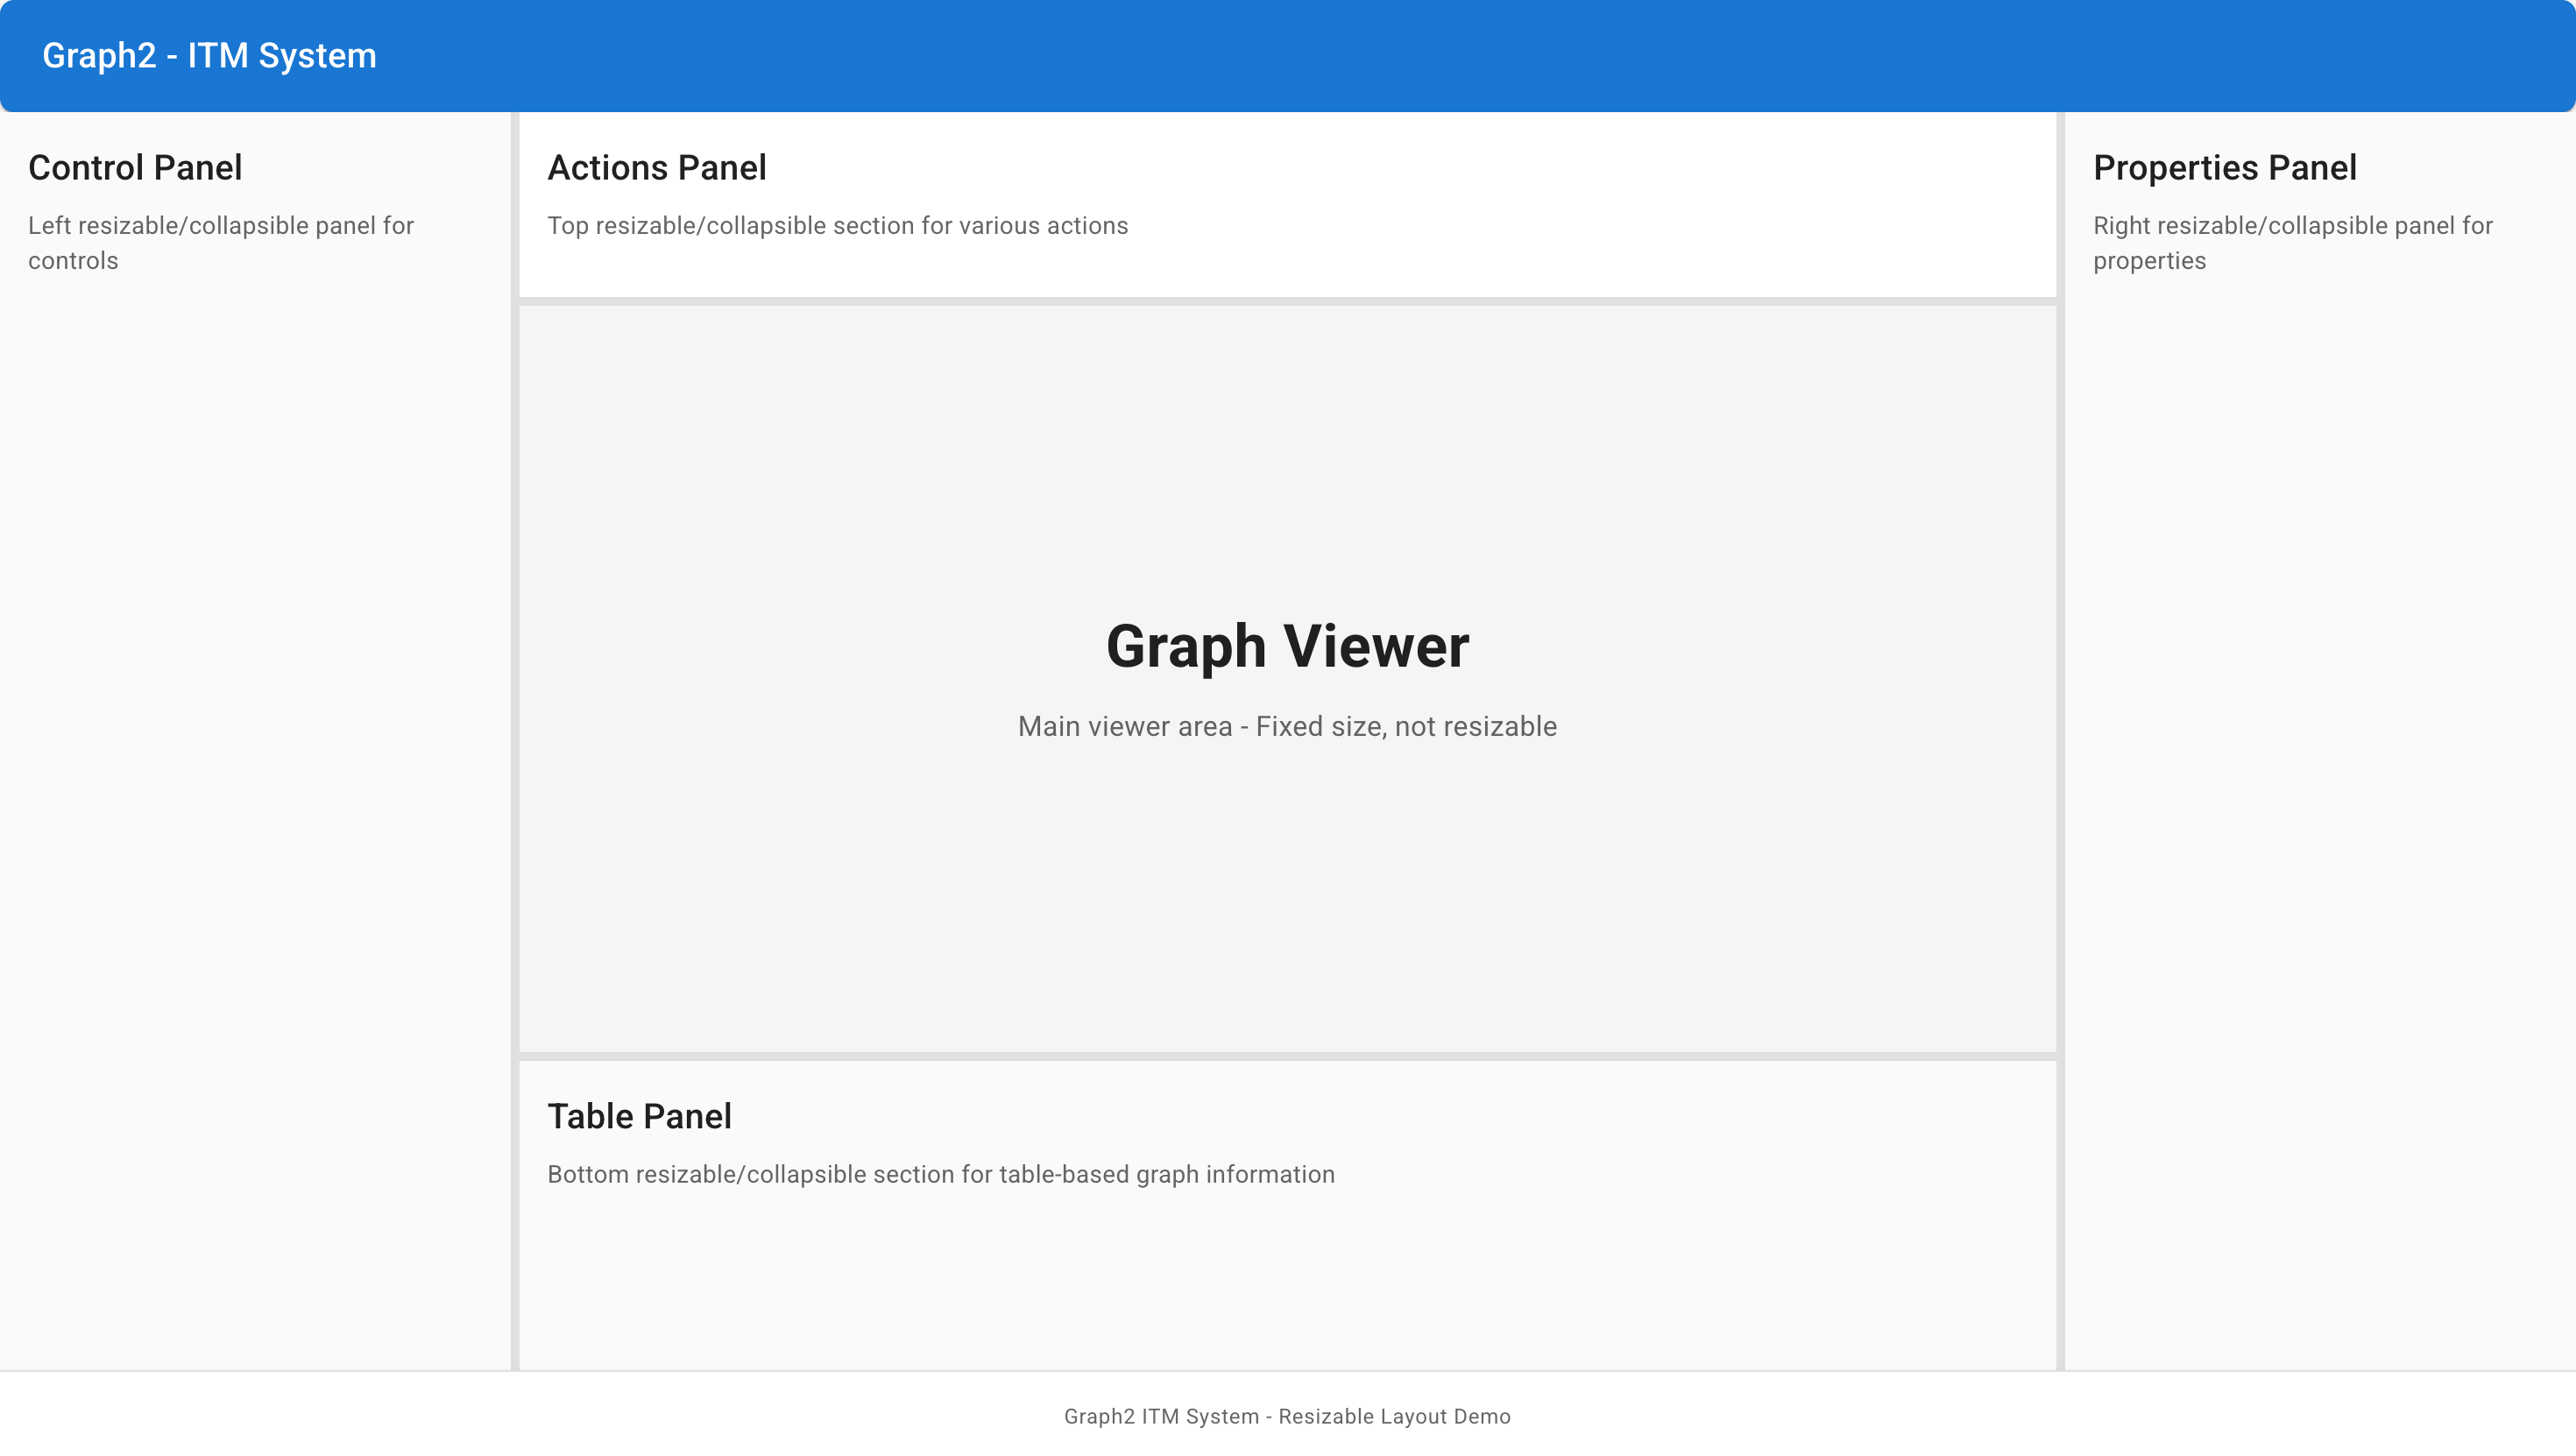 Graph2 - ITM System
Control Panel
Left resizable/collapsible panel for
controls
Actions Panel
Top resizable/collapsible section for various actions
Graph Viewer
Main viewer area - Fixed size, not resizable
Table Panel
Bottom resizable/collapsible section for table-based graph information
Properties Panel
Right resizable/collapsible panel for
properties
Graph2 ITM System - Resizable Layout Demo